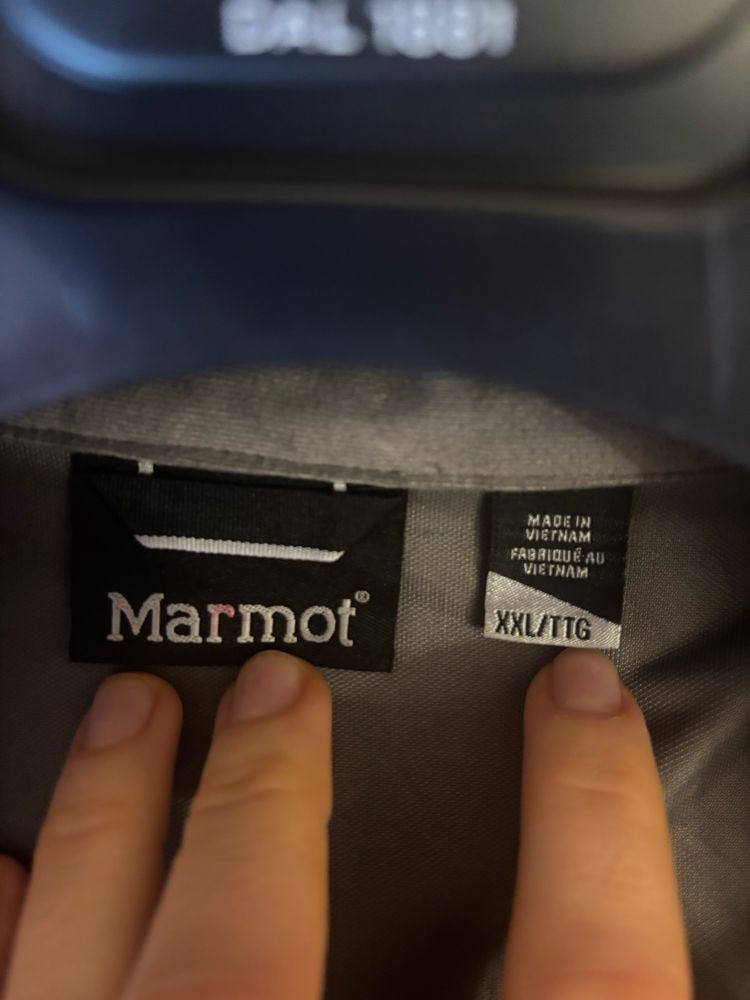 Marmot®
MADE IN
VIETNAM
FABRIQUÉ AU
VIETNAM
XXL/TTG